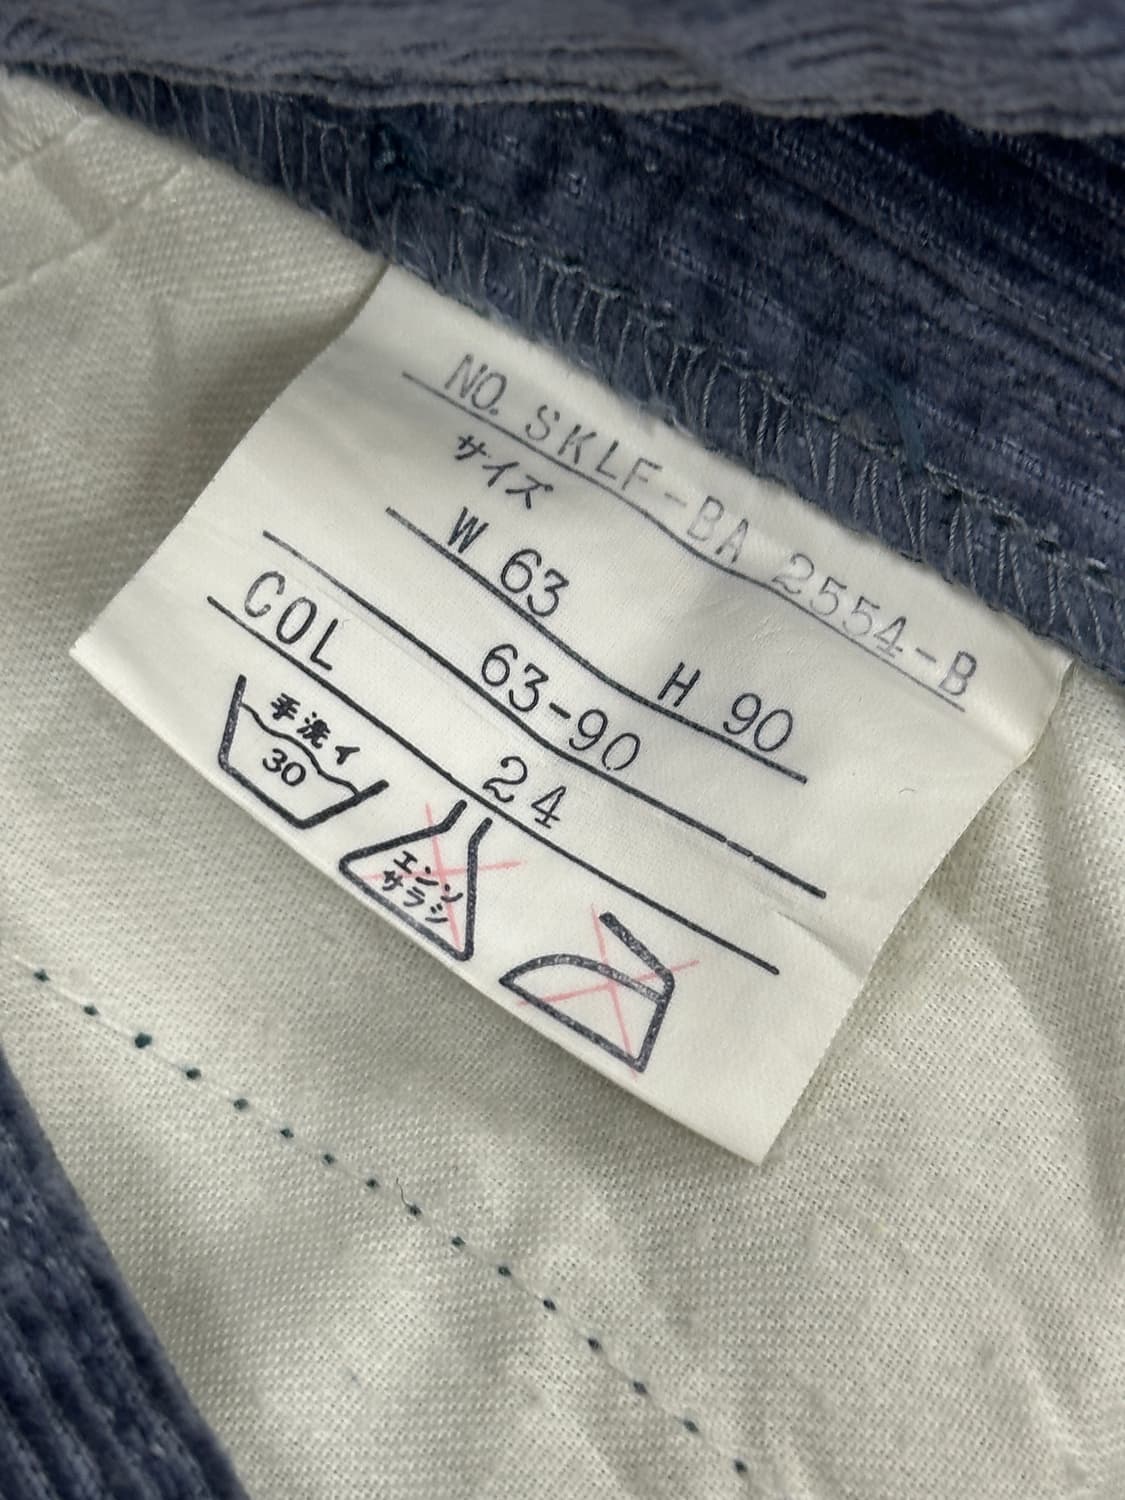 NO. SKLF-BA 2554-B
サイズ
W 63 H 90
63-90
COL 24
手洗イ
30
エンソ
サラシ